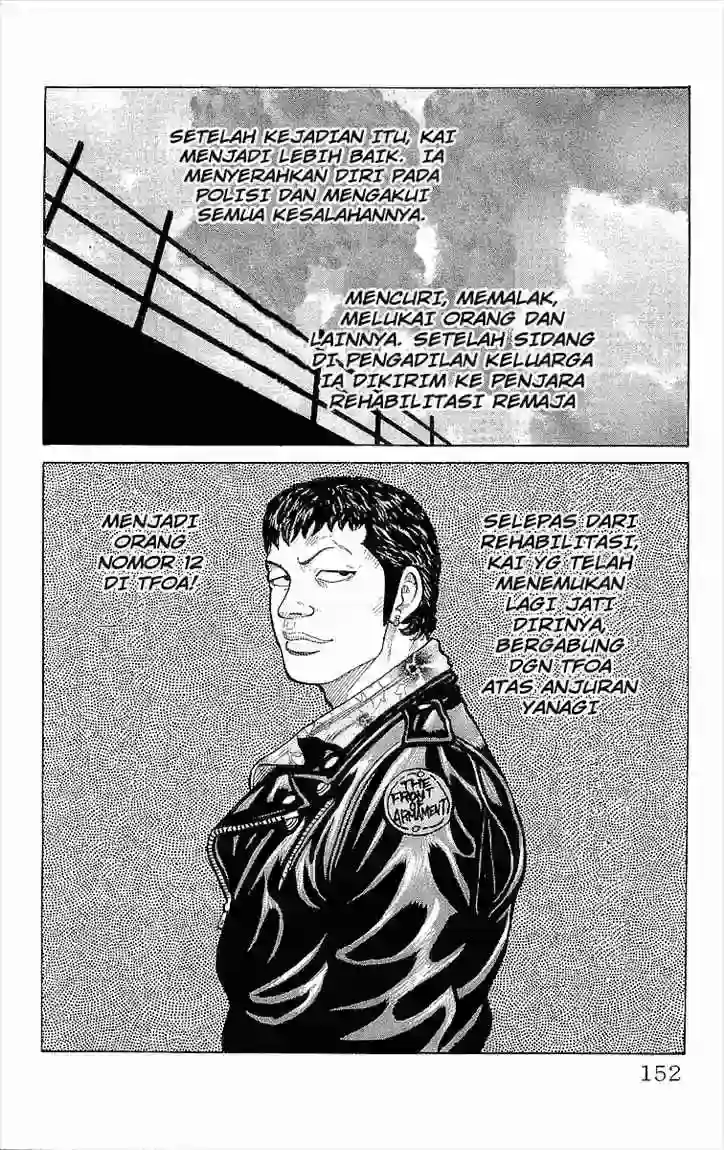 SETELAH KEJADIAN ITU, KAI
MENJADI LEBIH BAIK. IA
MENYERAHKAN DIRI PADA
POLISI DAN MENGAKUI
SEMUA KESALAHANNYA.
MENCURI, MEMALAK,
MELUKAI ORANG DAN
LAINNYA. SETELAH SIDANG
DI PENGADILAN KELUARGA
IA DIKIRIM KE PENJARA
REHABILITASI REMAJA
SELEPAS DARI
REHABILITASI,
KAI YG TELAH
MENEMUKAN
LAGI JATI
DIRINYA,
BERGABUNG
DGN TFOA
ATAS ANJURAN
YANAGI
MENJADI
ORANG
NOMOR 12
DI TFOA!
THE
FRONT
OF
ARMAMENT
152